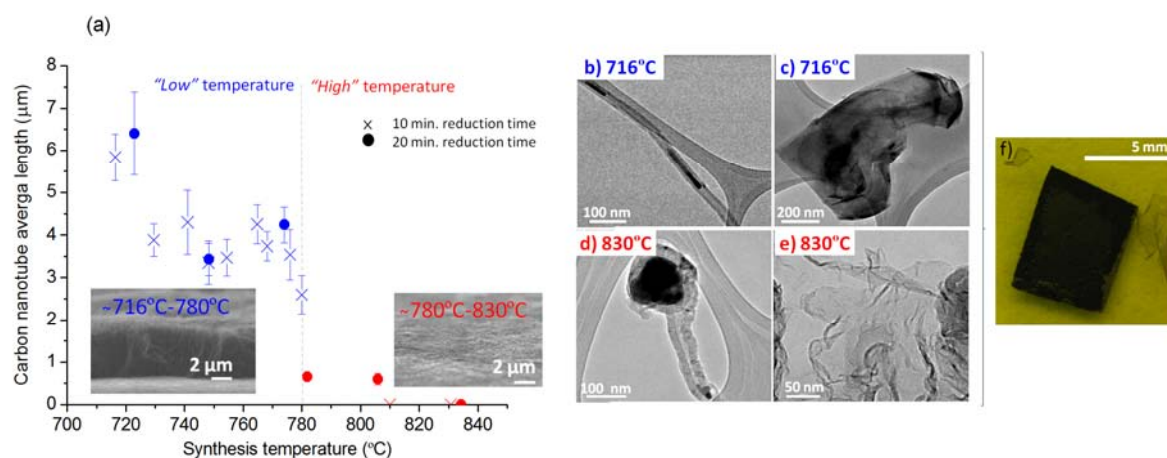 (a)
Carbon nanotube averga length (µm)
8
7
6
5
4
3
2
1
0
"Low" temperature
"High" temperature
10 min. reduction time
20 min. reduction time
~716°C-780°C
2 µm
~780°C-830°C
2 µm
700
720
740
760
780
800
820
840
Synthesis temperature (°C)
b) 716°C
100 nm
c) 716°C
200 nm
d) 830°C
100 nm
e) 830°C
50 nm
f)
5 mm